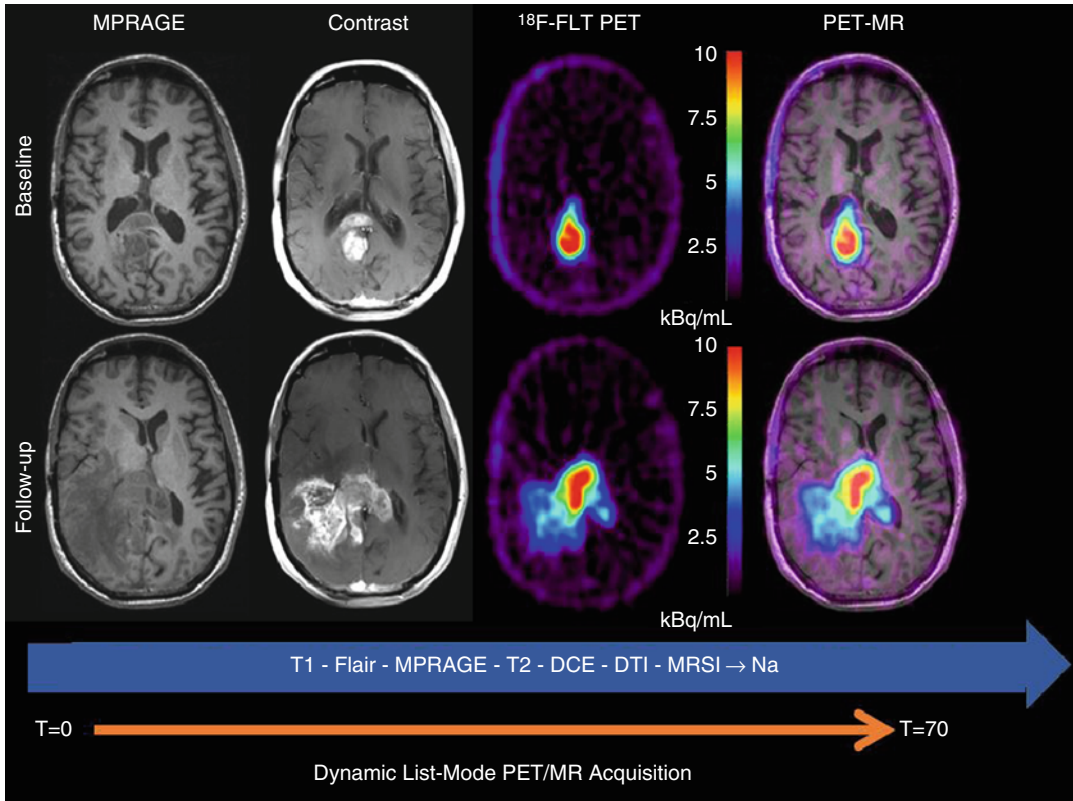 MPRAGE Contrast ¹⁸F-FLT PET PET-MR
Baseline
10
7.5
5
2.5
kBq/mL
Follow-up
10
7.5
5
2.5
kBq/mL
T1 - Flair - MPRAGE - T2 - DCE - DTI - MRSI → Na
T=0 T=70
Dynamic List-Mode PET/MR Acquisition